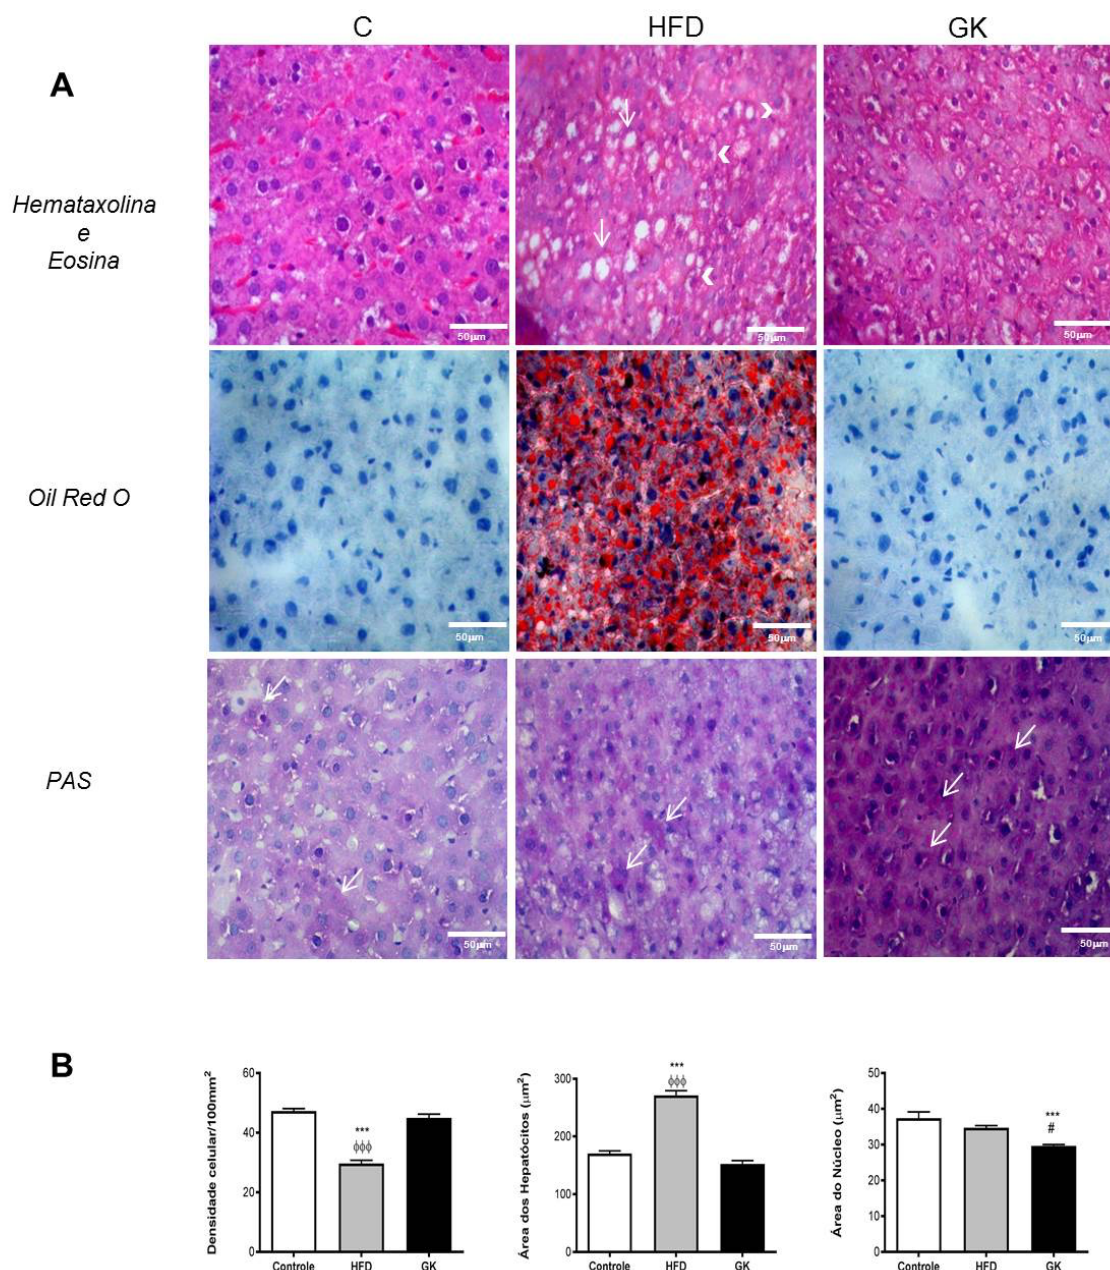 C HFD GK
A
Hemataxolina
e
Eosina
50µm 50µm 50µm
Oil Red O
50µm 50µm 50µm
PAS
50µm 50µm 50µm
B
Densidade celular/100mm²
60
40
20
0
***
ϕϕϕ
Controle HFD GK
Área dos Hepatócitos (µm²)
300
200
100
0
***
ϕϕϕ
Controle HFD GK
Área do Núcleo (µm²)
50
40
30
20
10
0
***
#
Controle HFD GK